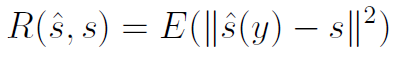 R(ŝ, s) = E(‖ŝ(y) − s‖²)